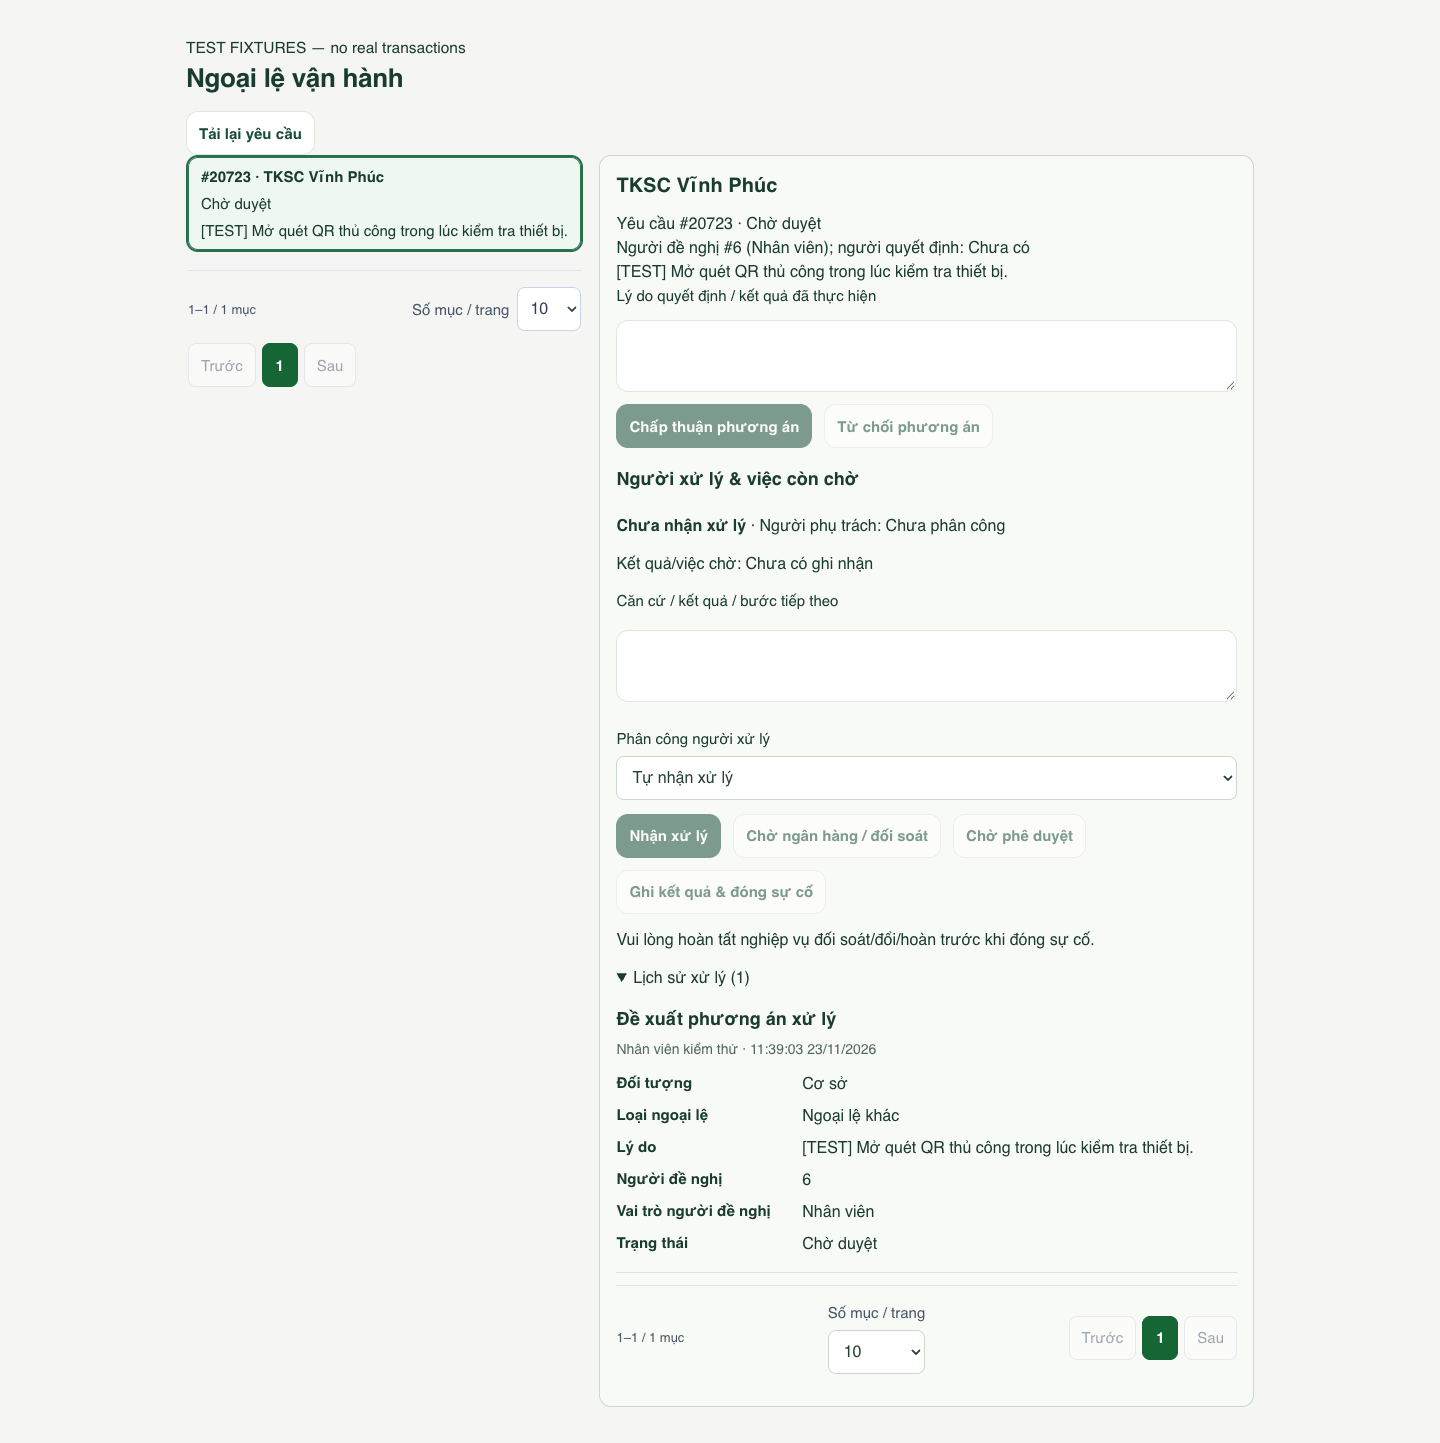 TEST FIXTURES — no real transactions
Ngoại lệ vận hành
Tải lại yêu cầu
#20723 · TKSC Vĩnh Phúc
Chờ duyệt
[TEST] Mở quét QR thủ công trong lúc kiểm tra thiết bị.
1–1 / 1 mục
Số mục / trang
10
Trước
1
Sau
TKSC Vĩnh Phúc
Yêu cầu #20723 · Chờ duyệt
Người đề nghị #6 (Nhân viên); người quyết định: Chưa có
[TEST] Mở quét QR thủ công trong lúc kiểm tra thiết bị.
Lý do quyết định / kết quả đã thực hiện
Chấp thuận phương án
Từ chối phương án
Người xử lý & việc còn chờ
Chưa nhận xử lý · Người phụ trách: Chưa phân công
Kết quả/việc chờ: Chưa có ghi nhận
Căn cứ / kết quả / bước tiếp theo
Phân công người xử lý
Tự nhận xử lý
Nhận xử lý
Chờ ngân hàng / đối soát
Chờ phê duyệt
Ghi kết quả & đóng sự cố
Vui lòng hoàn tất nghiệp vụ đối soát/đổi/hoàn trước khi đóng sự cố.
▼ Lịch sử xử lý (1)
Đề xuất phương án xử lý
Nhân viên kiểm thử · 11:39:03 23/11/2026
Đối tượng Cơ sở
Loại ngoại lệ Ngoại lệ khác
Lý do [TEST] Mở quét QR thủ công trong lúc kiểm tra thiết bị.
Người đề nghị 6
Vai trò người đề nghị Nhân viên
Trạng thái Chờ duyệt
1–1 / 1 mục
Số mục / trang
10
Trước
1
Sau